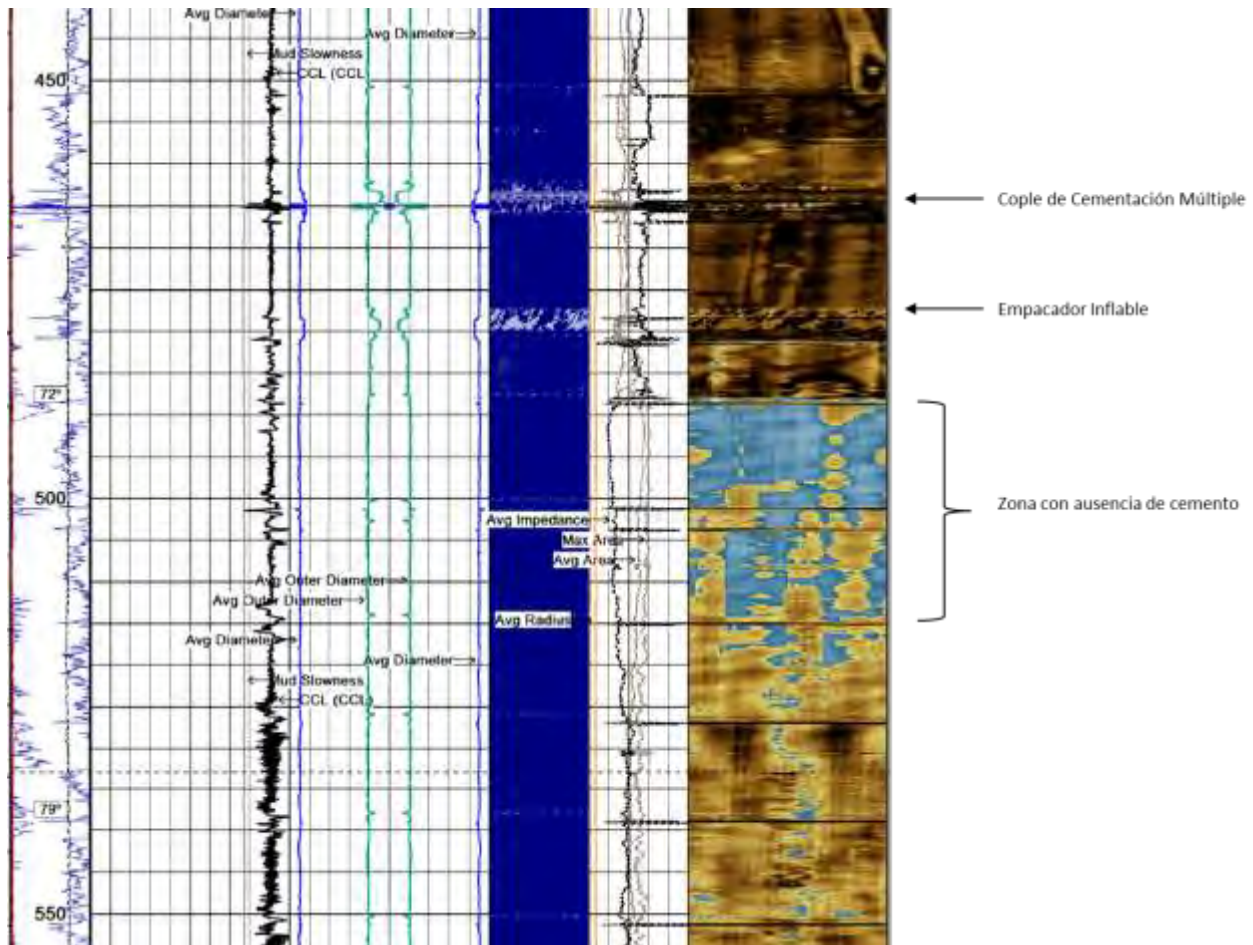 Avg Diameter
Avg Diameter
Mud Slowness
CCL (CCL
450
Cople de Cementación Múltiple
Empacador Inflable
72°
500
Zona con ausencia de cemento
Avg Impedance
Max Area
Avg Area
Avg Outer Diameter
Avg Outer Diameter
Avg Radius
Avg Diameter
Avg Diameter
Mud Slowness
CCL (CCL)
79°
550